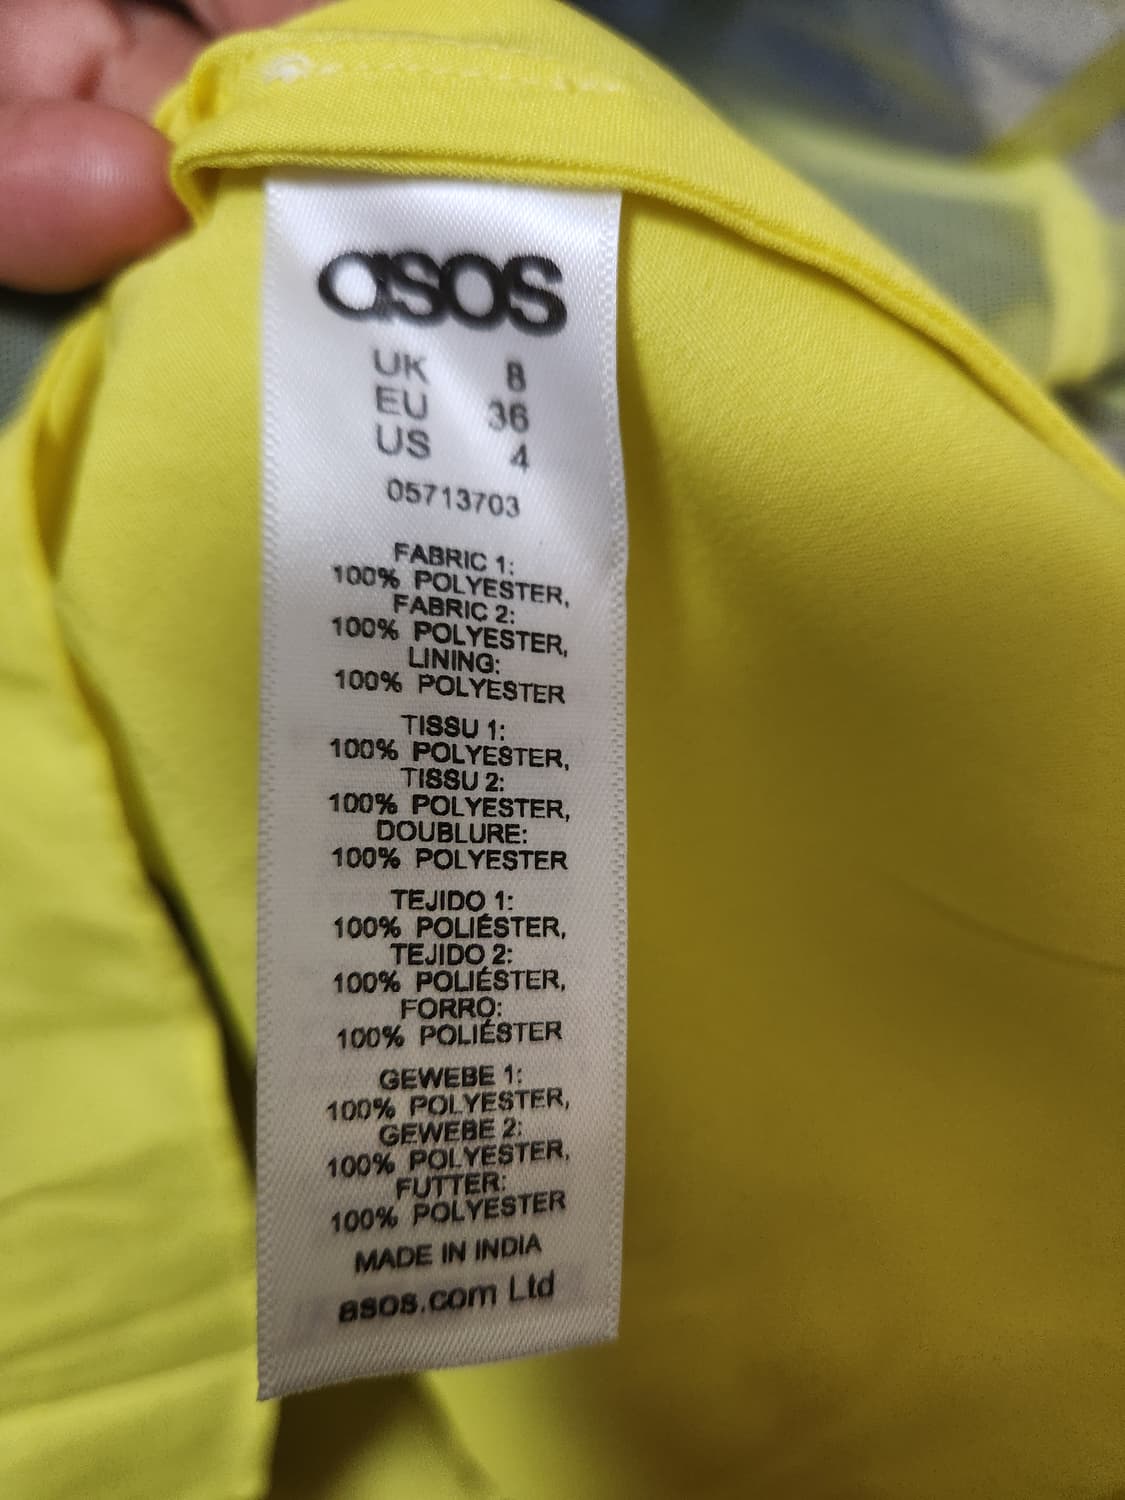 asos
UK 8
EU 36
US 4
05713703
FABRIC 1:
100% POLYESTER,
FABRIC 2:
100% POLYESTER,
LINING:
100% POLYESTER
TISSU 1:
100% POLYESTER,
TISSU 2:
100% POLYESTER,
DOUBLURE:
100% POLYESTER
TEJIDO 1:
100% POLIÉSTER,
TEJIDO 2:
100% POLIÉSTER,
FORRO:
100% POLIÉSTER
GEWEBE 1:
100% POLYESTER,
GEWEBE 2:
100% POLYESTER,
FUTTER:
100% POLYESTER
MADE IN INDIA
asos.com Ltd